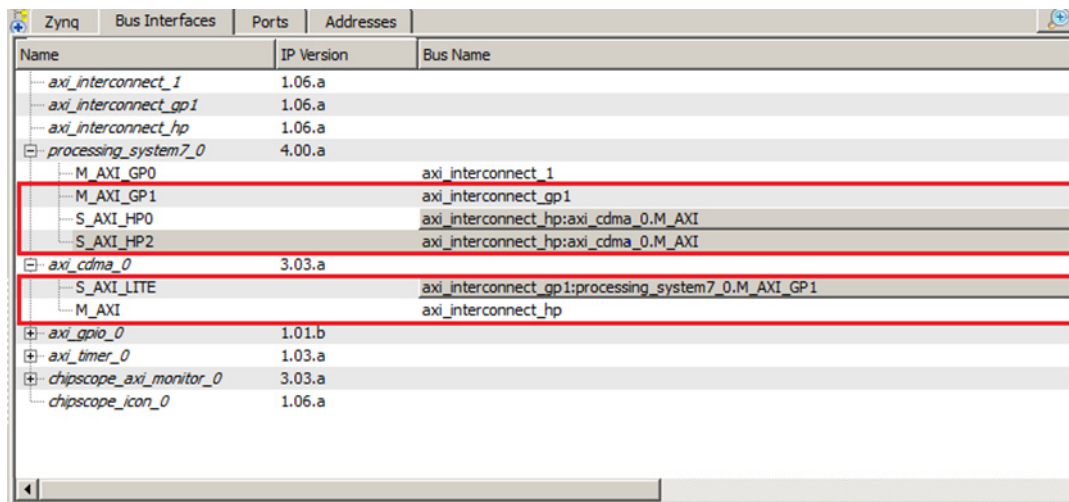 Zynq Bus Interfaces Ports Addresses
Name IP Version Bus Name
axi_interconnect_1 1.06.a
axi_interconnect_gp1 1.06.a
axi_interconnect_hp 1.06.a
processing_system7_0 4.00.a
M_AXI_GP0 axi_interconnect_1
M_AXI_GP1 axi_interconnect_gp1
S_AXI_HP0 axi_interconnect_hp:axi_cdma_0.M_AXI
S_AXI_HP2 axi_interconnect_hp:axi_cdma_0.M_AXI
axi_cdma_0 3.03.a
S_AXI_LITE axi_interconnect_gp1:processing_system7_0.M_AXI_GP1
M_AXI axi_interconnect_hp
axi_gpio_0 1.01.b
axi_timer_0 1.03.a
chipscope_axi_monitor_0 3.03.a
chipscope_icon_0 1.06.a